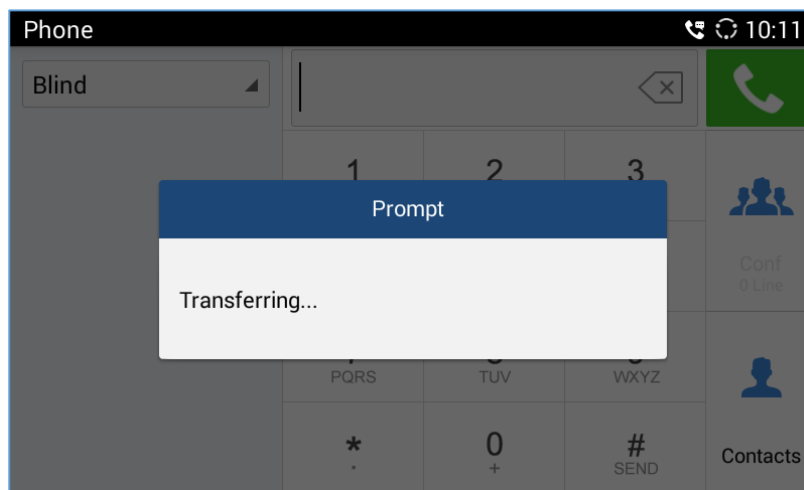 Phone 10:11
Blind
1 2 3
Prompt
Conf
0 Line
Transferring...
PQRS TUV WXYZ
* 0 #
. + SEND
Contacts